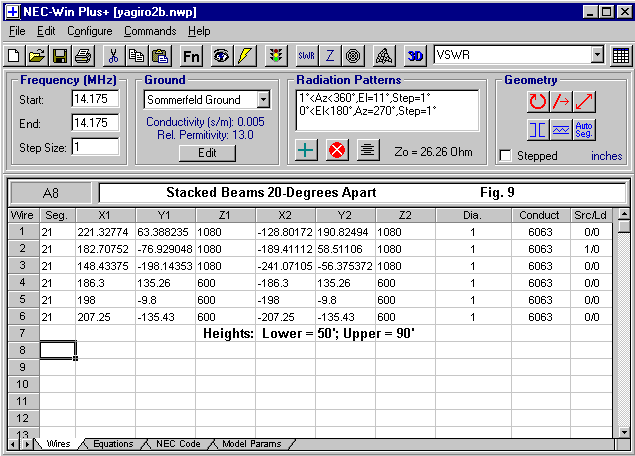 NEC-Win Plus+ [yagiro2b.nwp]
File Edit Configure Commands Help
Fn SWR Z 3D VSWR
Frequency (MHz)
Start: 14.175
End: 14.175
Step Size: 1
Ground
Sommerfeld Ground
Conductivity (s/m): 0.005
Rel. Permitivity: 13.0
Edit
Radiation Patterns
1°<Az<360°,El=11°,Step=1°
0°<El<180°,Az=270°,Step=1°
Zo = 26.26 Ohm
Geometry
Auto Seg.
Stepped inches
A8 Stacked Beams 20-Degrees Apart Fig. 9
Wire Seg. X1 Y1 Z1 X2 Y2 Z2 Dia. Conduct Src/Ld
1 21 221.32774 63.388235 1080 -128.80172 190.82494 1080 1 6063 0/0
2 21 182.70752 -76.929048 1080 -189.41112 58.51106 1080 1 6063 1/0
3 21 148.43375 -198.14353 1080 -241.07105 -56.375372 1080 1 6063 0/0
4 21 186.3 135.26 600 -186.3 135.26 600 1 6063 0/0
5 21 198 -9.8 600 -198 -9.8 600 1 6063 0/0
6 21 207.25 -135.43 600 -207.25 -135.43 600 1 6063 0/0
7 Heights: Lower = 50'; Upper = 90'
8
9
10
11
12
13
Wires Equations NEC Code Model Params